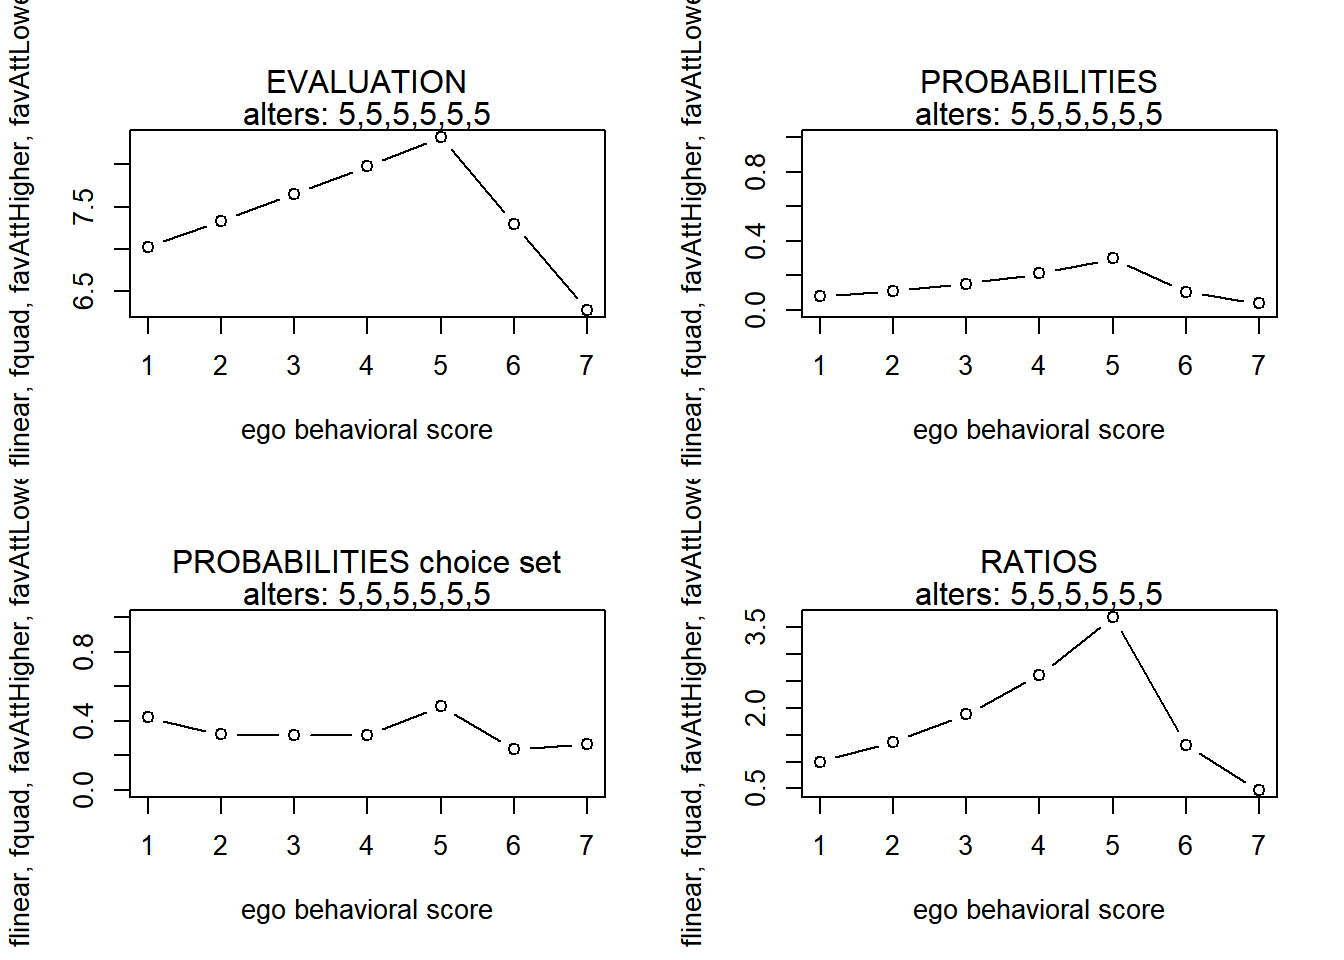 EVALUATION
alters: 5,5,5,5,5,5
flinear, fquad, favAttHigher, favAttLowe
6.5 7.5
1 2 3 4 5 6 7
ego behavioral score
PROBABILITIES
alters: 5,5,5,5,5,5
flinear, fquad, favAttHigher, favAttLowe
0.0 0.4 0.8
1 2 3 4 5 6 7
ego behavioral score
PROBABILITIES choice set
alters: 5,5,5,5,5,5
flinear, fquad, favAttHigher, favAttLowe
0.0 0.4 0.8
1 2 3 4 5 6 7
ego behavioral score
RATIOS
alters: 5,5,5,5,5,5
flinear, fquad, favAttHigher, favAttLowe
0.5 2.0 3.5
1 2 3 4 5 6 7
ego behavioral score